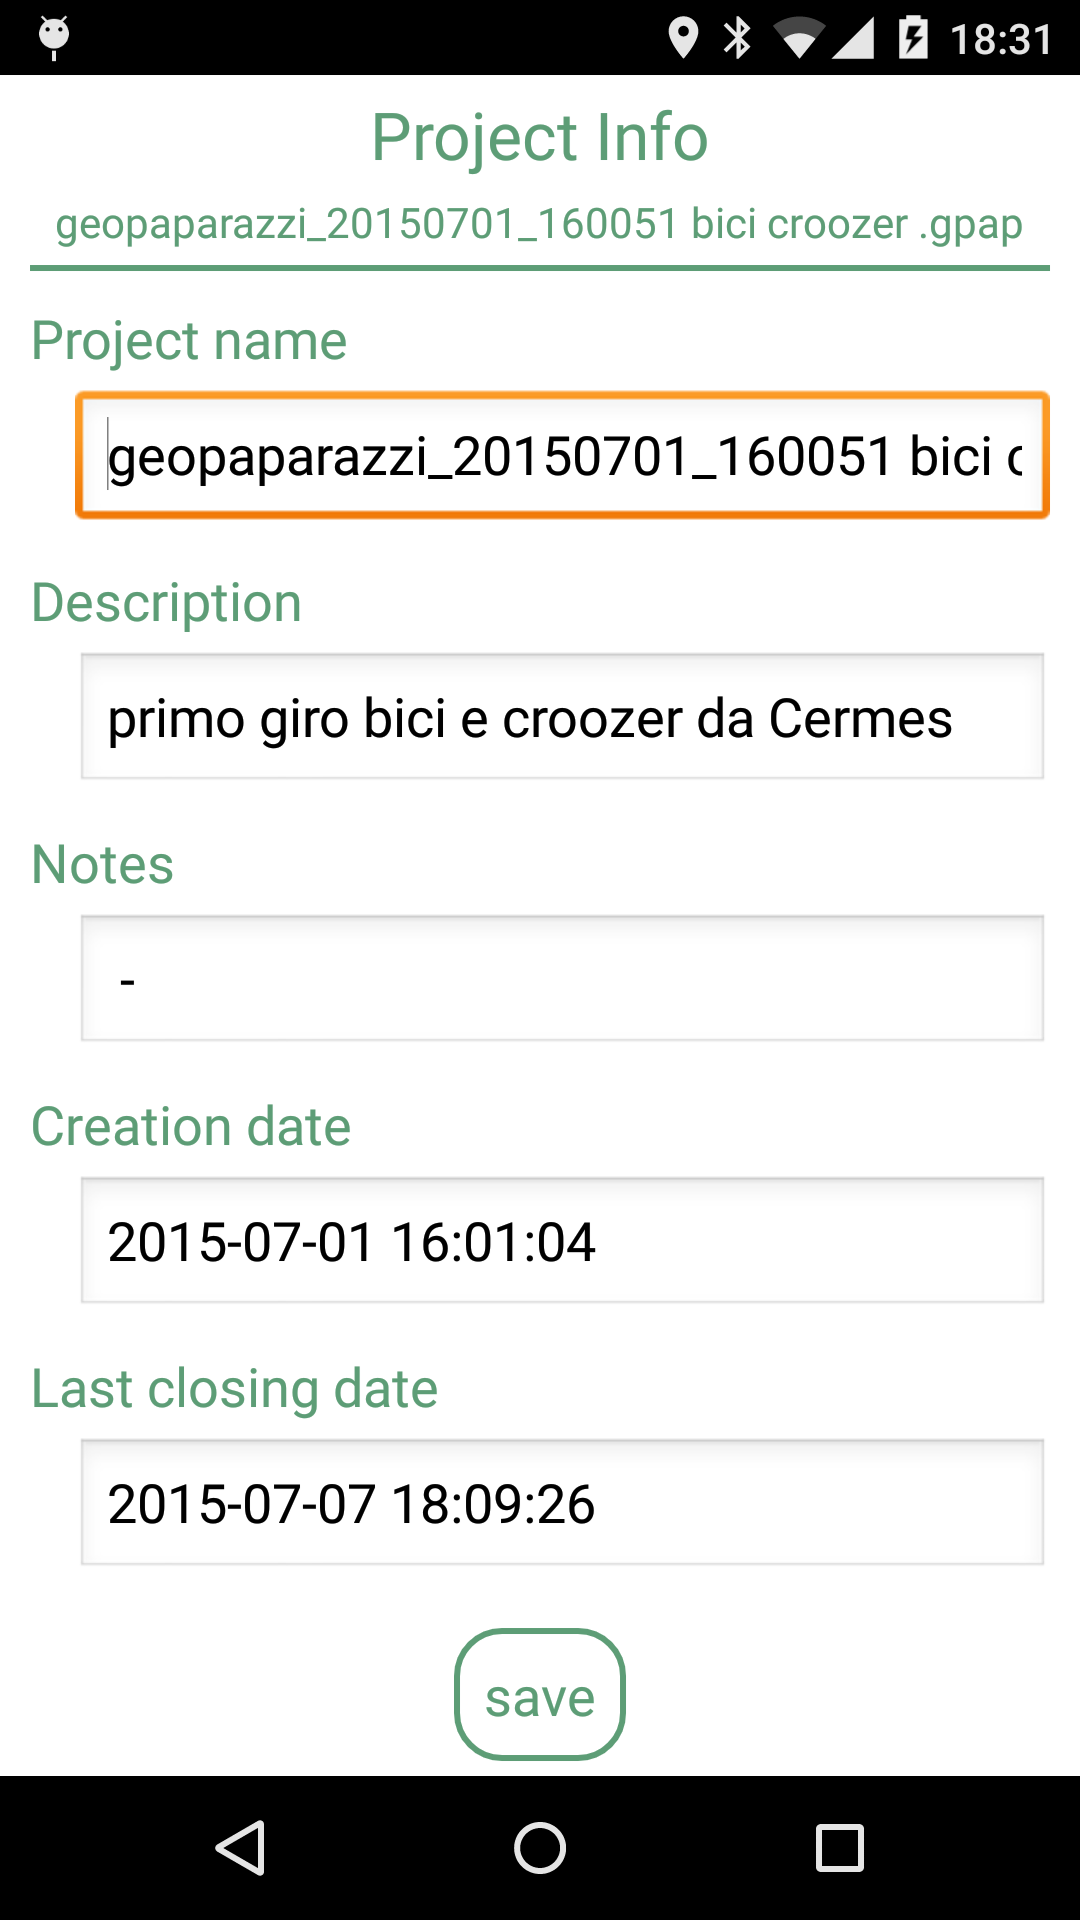 18:31
Project Info
geopaparazzi_20150701_160051 bici croozer .gpap
Project name
geopaparazzi_20150701_160051 bici
Description
primo giro bici e croozer da Cermes
Notes
-
Creation date
2015-07-01 16:01:04
Last closing date
2015-07-07 18:09:26
save